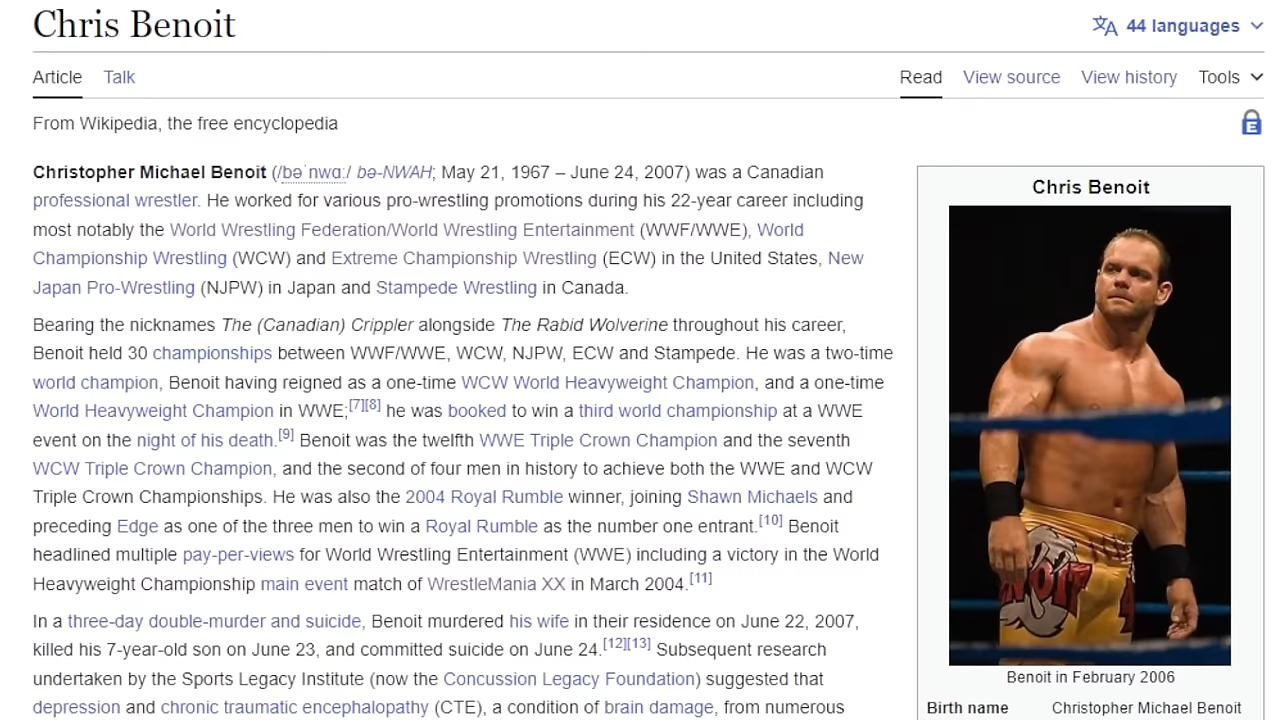 Chris Benoit
44 languages
Article Talk
Read View source View history Tools
From Wikipedia, the free encyclopedia
E
Christopher Michael Benoit (/bəˈnwɑː/ bə-NWAH; May 21, 1967 – June 24, 2007) was a Canadian
professional wrestler. He worked for various pro-wrestling promotions during his 22-year career including
most notably the World Wrestling Federation/World Wrestling Entertainment (WWF/WWE), World
Championship Wrestling (WCW) and Extreme Championship Wrestling (ECW) in the United States, New
Japan Pro-Wrestling (NJPW) in Japan and Stampede Wrestling in Canada.
Bearing the nicknames The (Canadian) Crippler alongside The Rabid Wolverine throughout his career,
Benoit held 30 championships between WWF/WWE, WCW, NJPW, ECW and Stampede. He was a two-time
world champion, Benoit having reigned as a one-time WCW World Heavyweight Champion, and a one-time
World Heavyweight Champion in WWE;[7][8] he was booked to win a third world championship at a WWE
event on the night of his death.[9] Benoit was the twelfth WWE Triple Crown Champion and the seventh
WCW Triple Crown Champion, and the second of four men in history to achieve both the WWE and WCW
Triple Crown Championships. He was also the 2004 Royal Rumble winner, joining Shawn Michaels and
preceding Edge as one of the three men to win a Royal Rumble as the number one entrant.[10] Benoit
headlined multiple pay-per-views for World Wrestling Entertainment (WWE) including a victory in the World
Heavyweight Championship main event match of WrestleMania XX in March 2004.[11]
In a three-day double-murder and suicide, Benoit murdered his wife in their residence on June 22, 2007,
killed his 7-year-old son on June 23, and committed suicide on June 24.[12][13] Subsequent research
undertaken by the Sports Legacy Institute (now the Concussion Legacy Foundation) suggested that
depression and chronic traumatic encephalopathy (CTE), a condition of brain damage, from numerous
Chris Benoit
Benoit in February 2006
Birth name Christopher Michael Benoit